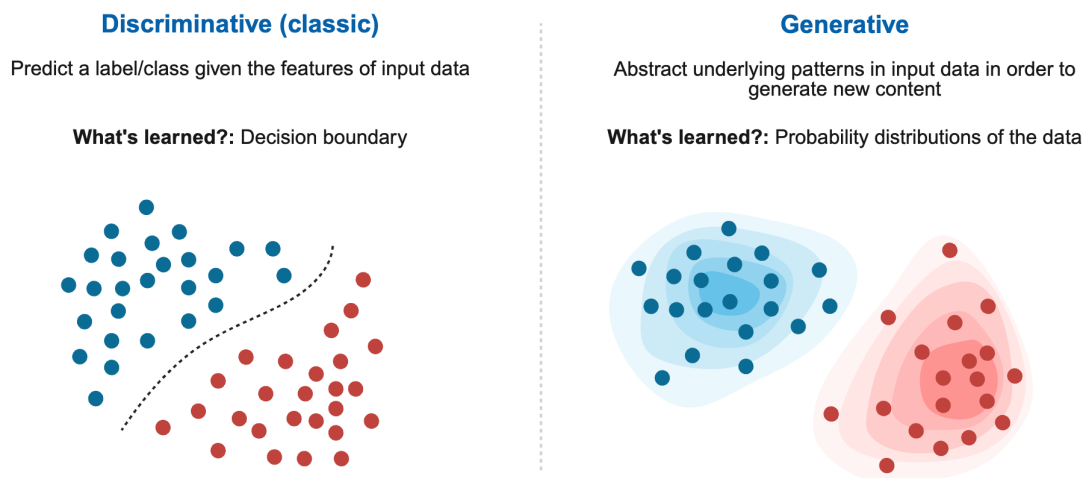 Discriminative (classic)
Predict a label/class given the features of input data
What's learned?: Decision boundary
Generative
Abstract underlying patterns in input data in order to
generate new content
What's learned?: Probability distributions of the data